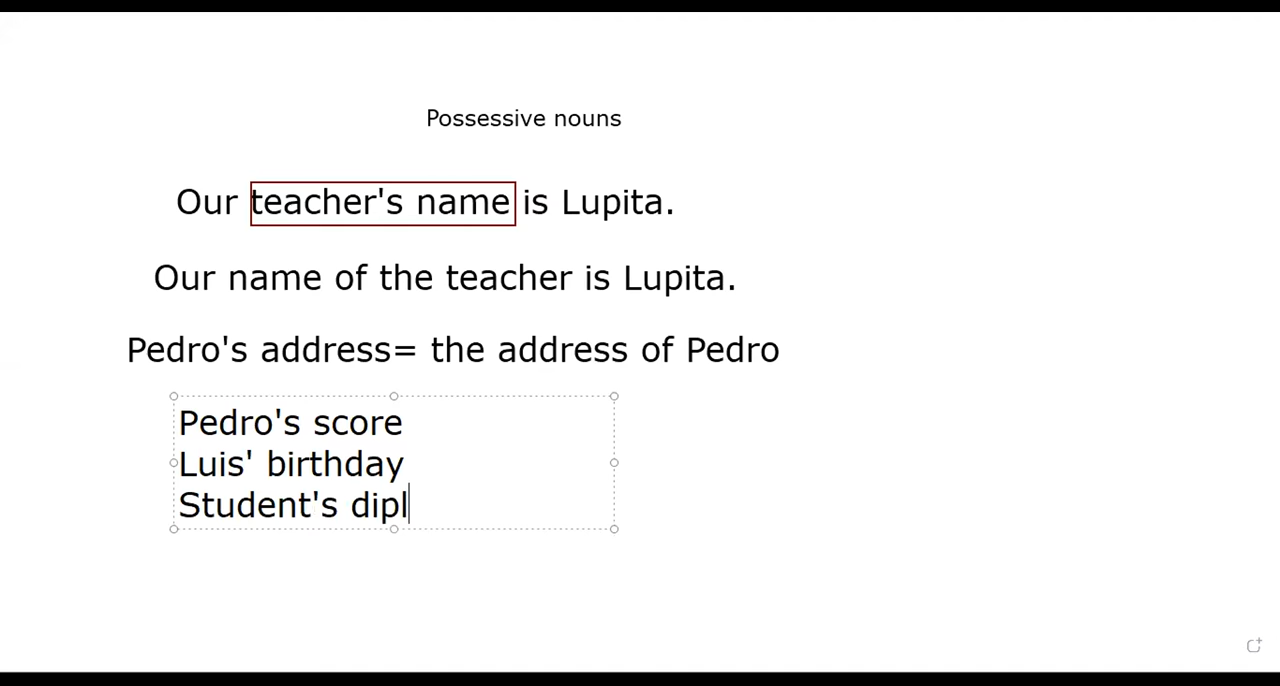 Possessive nouns
Our teacher's name is Lupita.
Our name of the teacher is Lupita.
Pedro's address= the address of Pedro
Pedro's score
Luis' birthday
Student's dipl